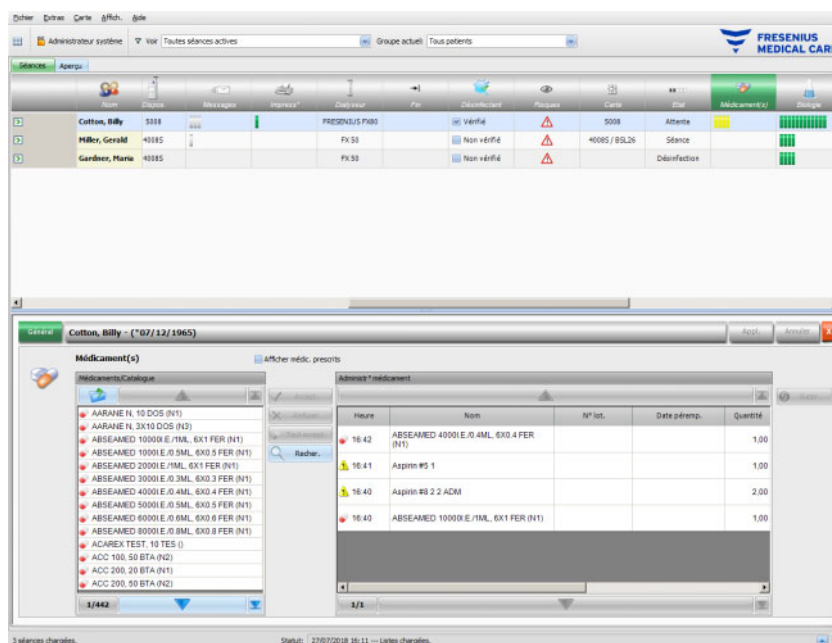 Fichier Extras Carte Affich. Aide
Administrateur système Voir Toutes séances actives Groupe actuel: Tous patients
FRESENIUS
MEDICAL CARE
Séances Aperçu
Nom Dispos. Messages Impress° Dialyseur Fin Désinfectant Plaques Carte Etat Médicament(s) Biologie
Cotton, Billy 5008 FRESENIUS FX80 Vérifié 5008 Attente
Miller, Gerald 4008S FX 50 Non vérifié 4008S / BSL26 Séance
Gardner, Maria 4008S FX 50 Non vérifié Désinfection
Général Cotton, Billy - (*07/12/1965) Appl. Annuler X
Médicament(s) Afficher médic. prescrits
Médicaments/Catalogue Administr° médicament
Accept.
Refuser
Recher.
Heure Nom N° lot. Date péremp. Quantité
AARANE N, 10 DOS (N1)
AARANE N, 3X10 DOS (N3)
ABSEAMED 10000I.E./1ML, 6X1 FER (N1)
ABSEAMED 1000I.E./0.5ML, 6X0.5 FER (N1)
ABSEAMED 2000I.E./1ML, 6X1 FER (N1)
ABSEAMED 3000I.E./0.3ML, 6X0.3 FER (N1)
ABSEAMED 4000I.E./0.4ML, 6X0.4 FER (N1)
ABSEAMED 5000I.E./0.5ML, 6X0.5 FER (N1)
ABSEAMED 6000I.E./0.6ML, 6X0.6 FER (N1)
ABSEAMED 8000I.E./0.8ML, 6X0.8 FER (N1)
ACAREX TEST, 10 TES ()
ACC 100, 50 BTA (N2)
ACC 200, 20 BTA (N1)
ACC 200, 50 BTA (N2)
16:42 ABSEAMED 4000I.E./0.4ML, 6X0.4 FER
(N1) 1,00
16:41 Aspirin #5 1 1,00
16:40 Aspirin #8 2 2 ADM 2,00
16:40 ABSEAMED 10000I.E./1ML, 6X1 FER (N1) 1,00
1/442 1/1
3 séances chargées. Statut: 27/07/2018 16:11 --- Listes chargées.